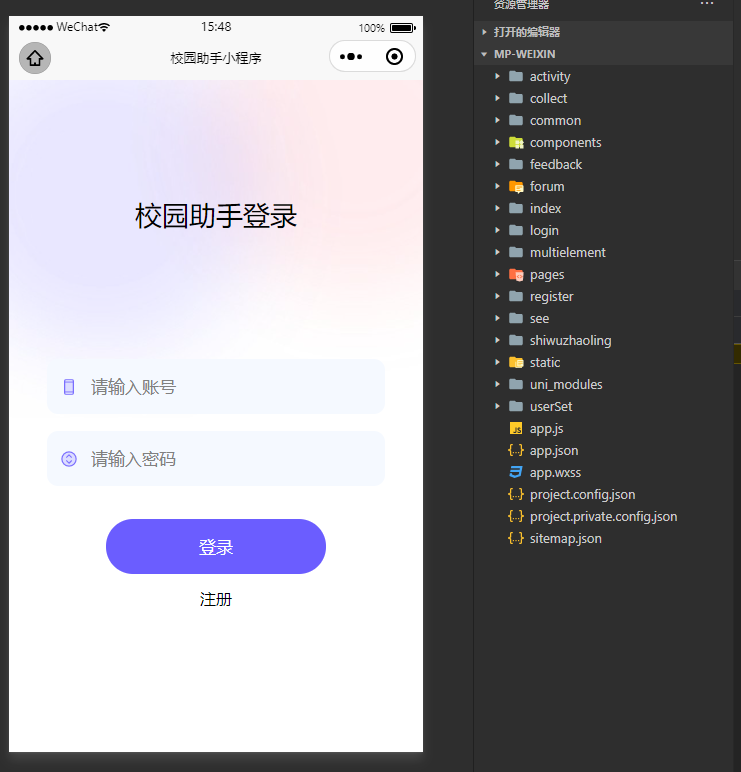 WeChat
15:48
100%
校园助手小程序
校园助手登录
请输入账号
请输入密码
登录
注册
资源管理器
打开的编辑器
MP-WEIXIN
activity
collect
common
components
feedback
forum
index
login
multielement
pages
register
see
shiwuzhaoling
static
uni_modules
userSet
app.js
app.json
app.wxss
project.config.json
project.private.config.json
sitemap.json